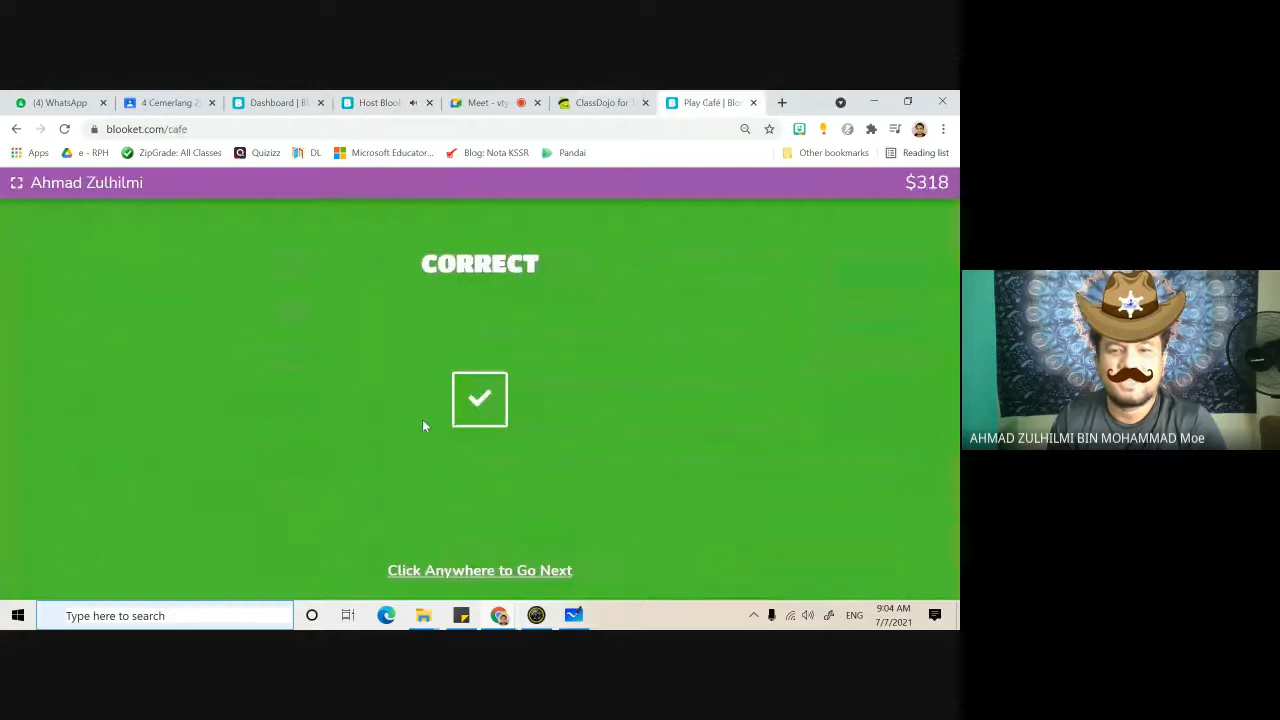 (4) WhatsApp
4 Cemerlang 2
Dashboard | Bl
Host Blook
Meet - vty
ClassDojo for T
Play Café | Bloo
blooket.com/cafe
Apps
e - RPH
ZipGrade: All Classes
Quizizz
DL
Microsoft Educator...
Blog: Nota KSSR
Pandai
Other bookmarks
Reading list
Ahmad Zulhilmi
$318
CORRECT
Click Anywhere to Go Next
AHMAD ZULHILMI BIN MOHAMMAD Moe
Type here to search
ENG
9:04 AM
7/7/2021